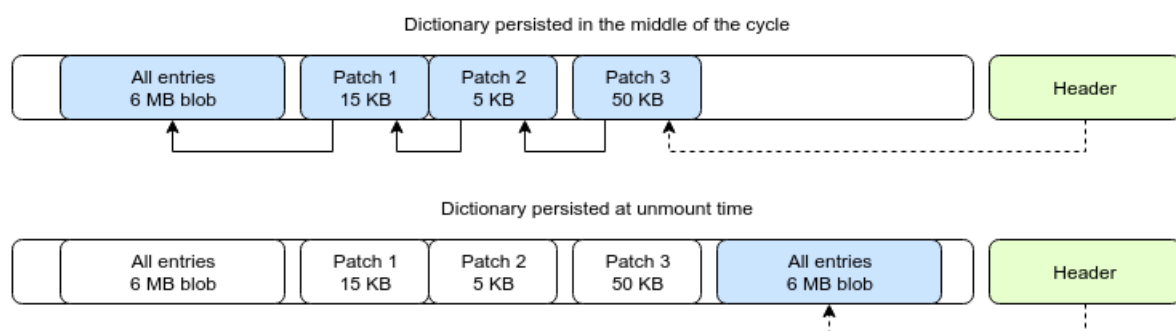 Dictionary persisted in the middle of the cycle
All entries
6 MB blob
Patch 1
15 KB
Patch 2
5 KB
Patch 3
50 KB
Header
Dictionary persisted at unmount time
All entries
6 MB blob
Patch 1
15 KB
Patch 2
5 KB
Patch 3
50 KB
All entries
6 MB blob
Header